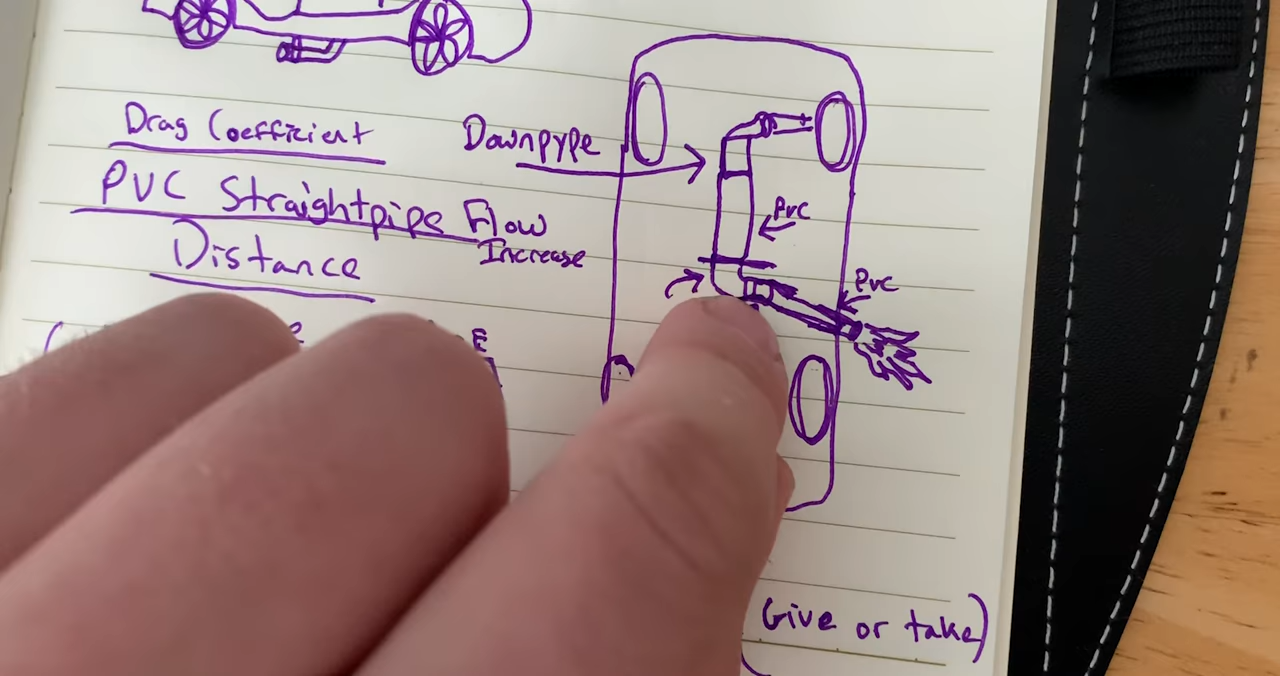 Drag Coefficient
Downpype
PVC Straightpipe Flow
Increase
Distance
PVC
PVC
E
(Give or take)